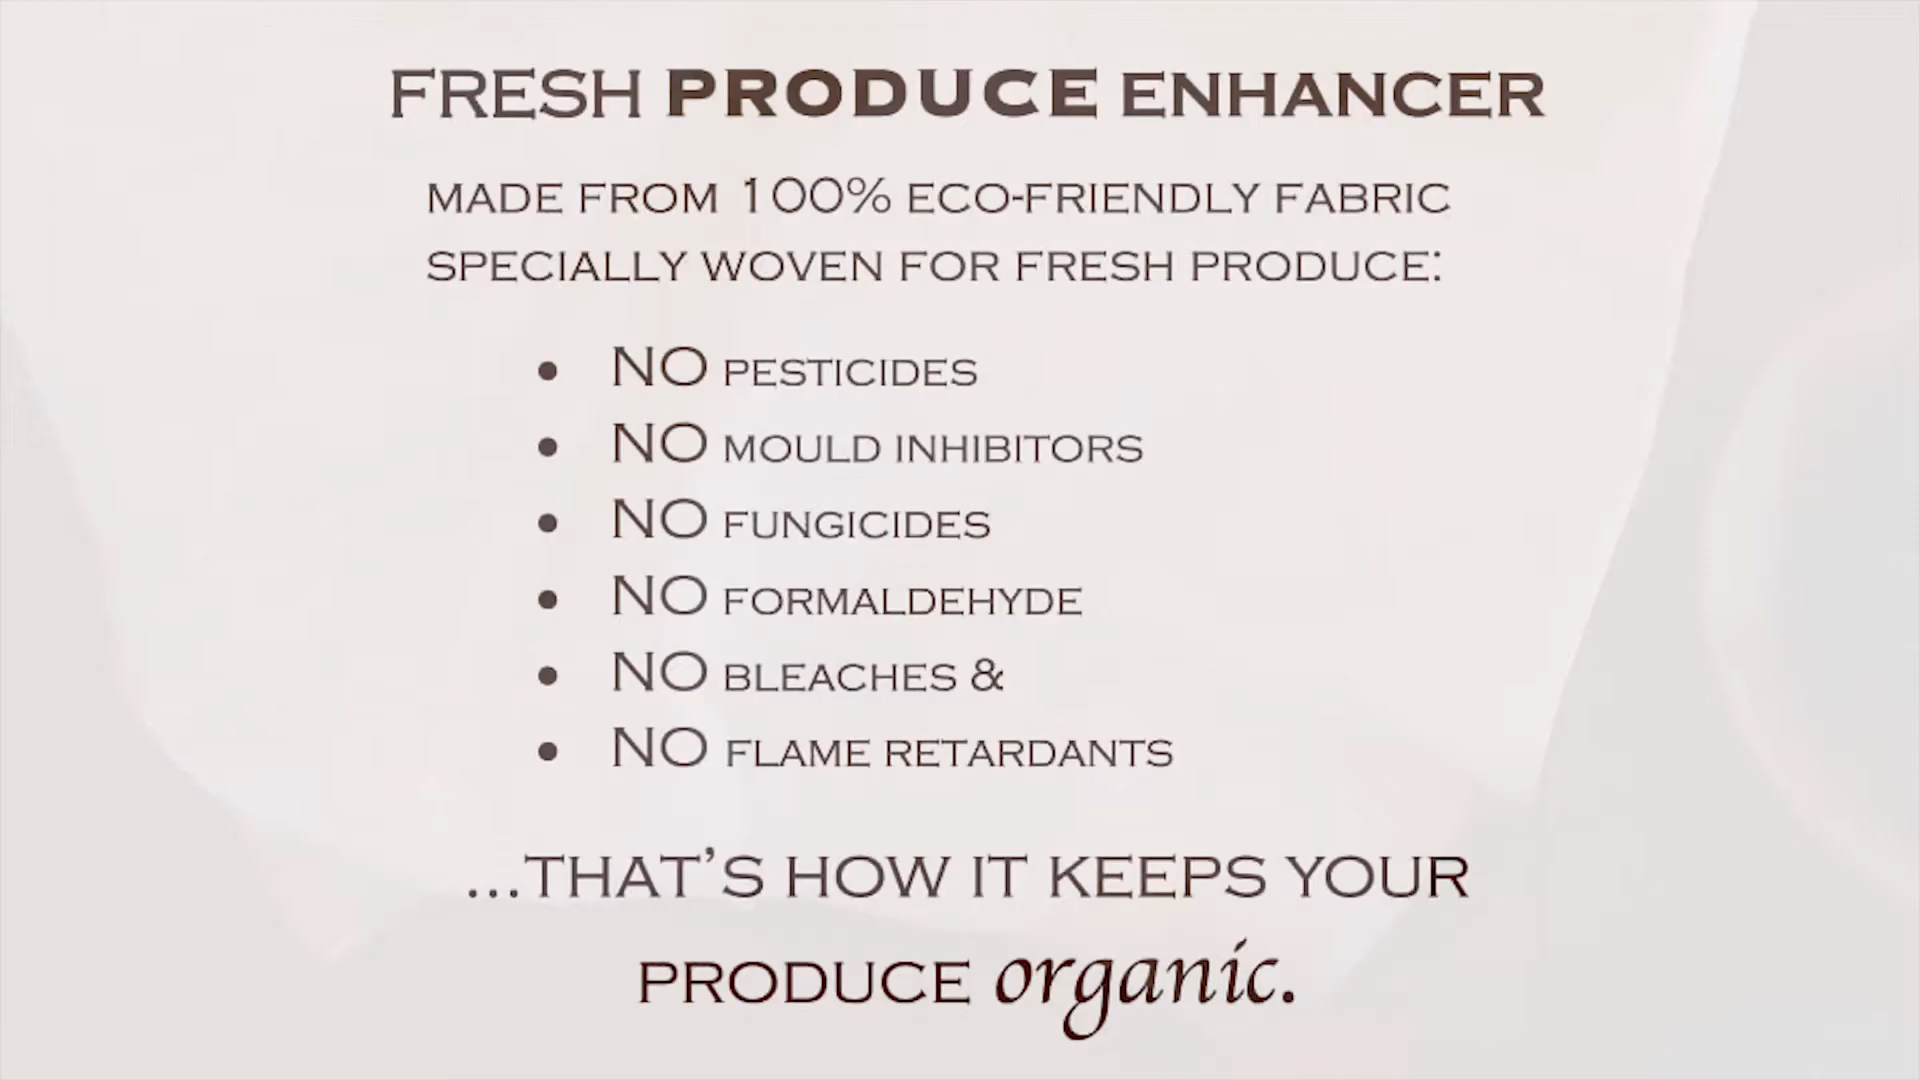 FRESH PRODUCE ENHANCER
MADE FROM 100% ECO-FRIENDLY FABRIC
SPECIALLY WOVEN FOR FRESH PRODUCE:
• NO PESTICIDES
• NO MOULD INHIBITORS
• NO FUNGICIDES
• NO FORMALDEHYDE
• NO BLEACHES &
• NO FLAME RETARDANTS
...THAT'S HOW IT KEEPS YOUR
PRODUCE organic.